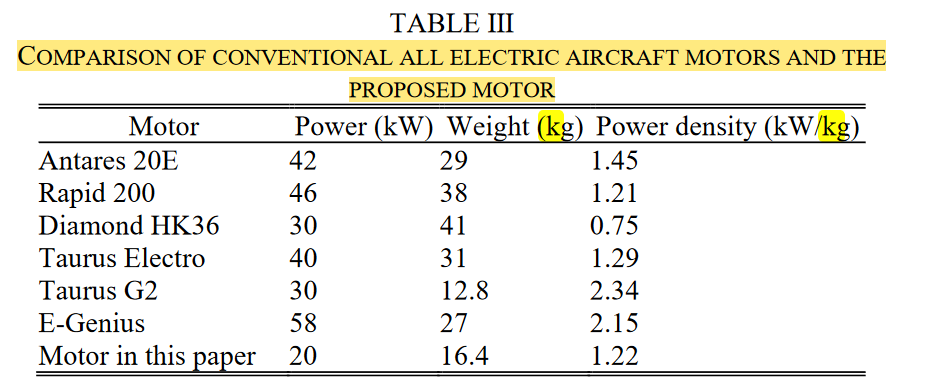 TABLE III
COMPARISON OF CONVENTIONAL ALL ELECTRIC AIRCRAFT MOTORS AND THE
PROPOSED MOTOR
Motor Power (kW) Weight (kg) Power density (kW/kg)
Antares 20E 42 29 1.45
Rapid 200 46 38 1.21
Diamond HK36 30 41 0.75
Taurus Electro 40 31 1.29
Taurus G2 30 12.8 2.34
E-Genius 58 27 2.15
Motor in this paper 20 16.4 1.22